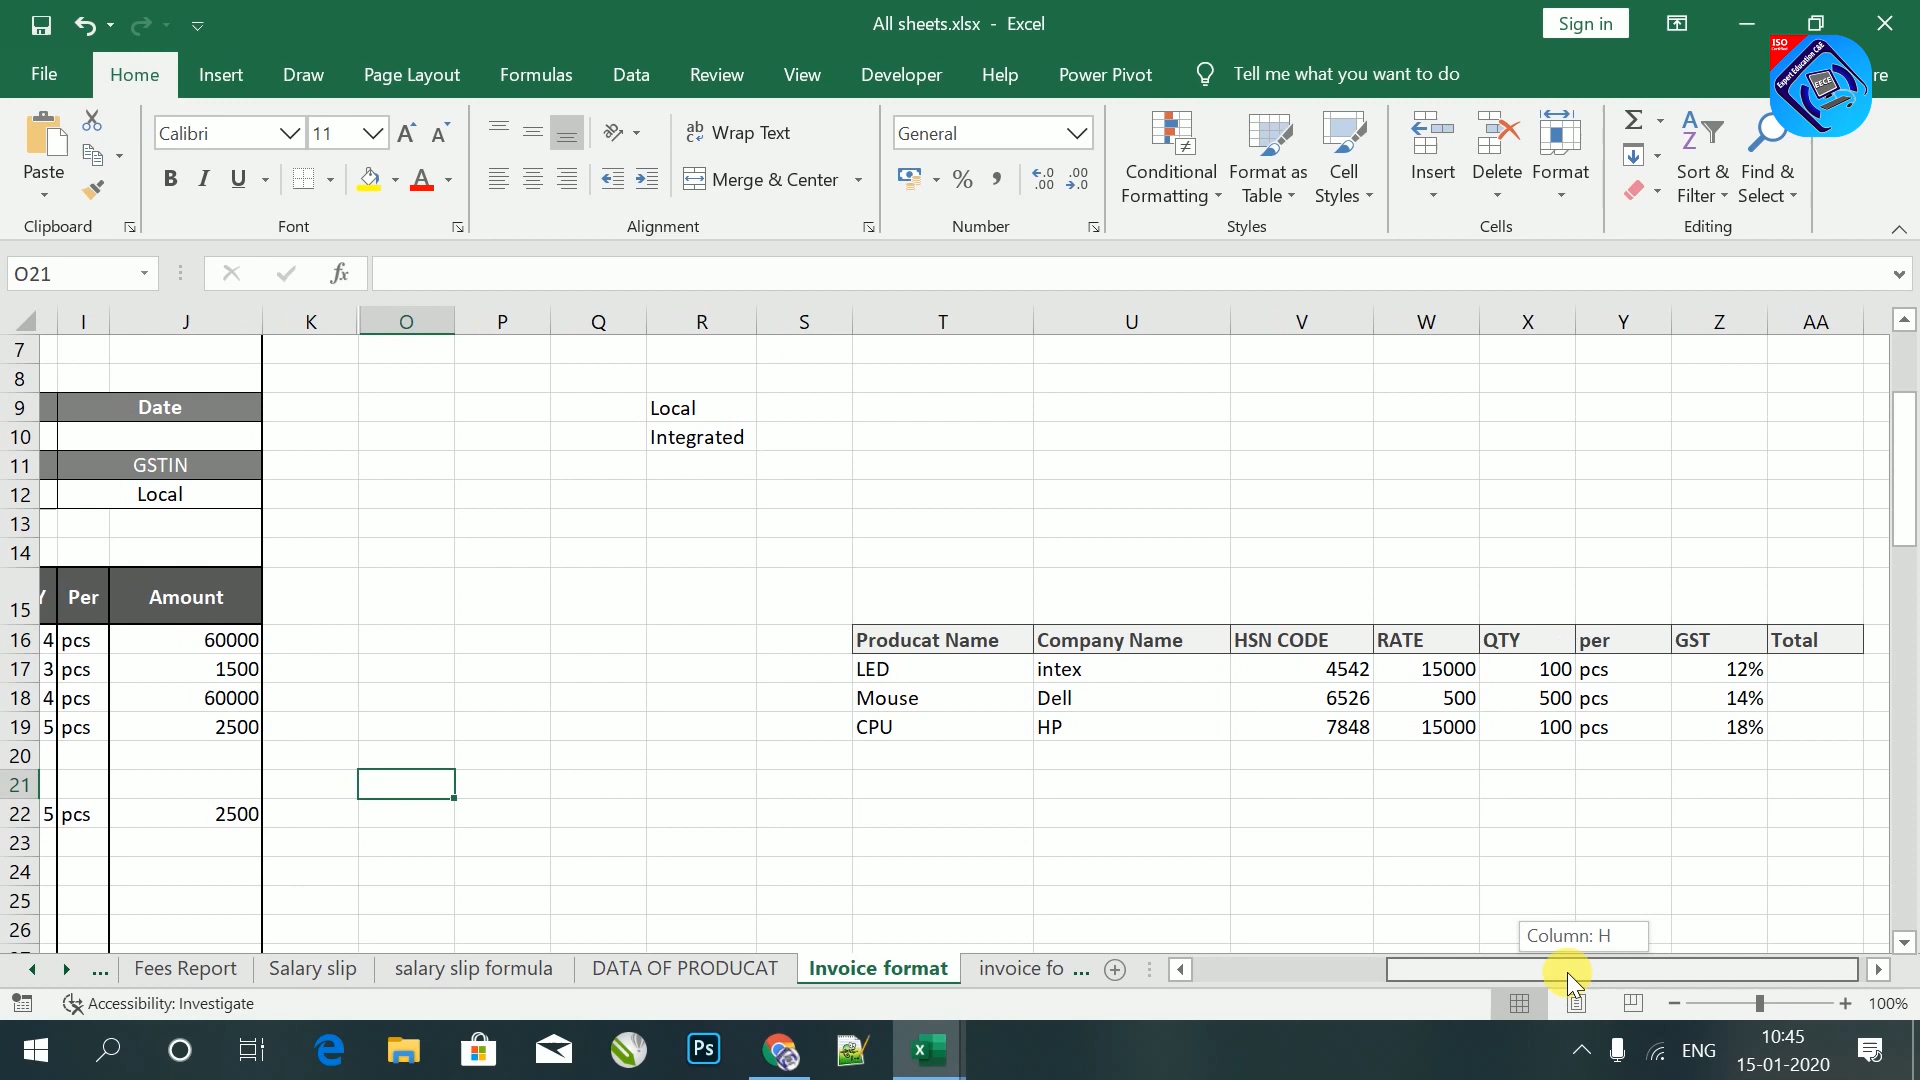 All sheets.xlsx - Excel
Sign in
File Home Insert Draw Page Layout Formulas Data Review View Developer Help Power Pivot Tell me what you want to do re
ISO
Certified
Expert Education C&E
EECE
Paste
Clipboard
Calibri 11
B I U
Font
Wrap Text
Merge & Center
Alignment
General
Number
Conditional
Formatting
Format as
Table
Cell
Styles
Styles
Insert
Delete
Format
Cells
Sort &
Filter
Find &
Select
Editing
O21
fx
I J K O P Q R S T U V W X Y Z AA
7
8
9 Date Local
10 Integrated
11 GSTIN
12 Local
13
14
15 Y Per Amount
16 4 pcs 60000 Producat Name Company Name HSN CODE RATE QTY per GST Total
17 3 pcs 1500 LED intex 4542 15000 100 pcs 12%
18 4 pcs 60000 Mouse Dell 6526 500 500 pcs 14%
19 5 pcs 2500 CPU HP 7848 15000 100 pcs 18%
20
21
22 5 pcs 2500
23
24
25
26
Column: H
... Fees Report Salary slip salary slip formula DATA OF PRODUCAT Invoice format invoice fo ...
Accessibility: Investigate
100%
Ps
ENG
10:45
15-01-2020